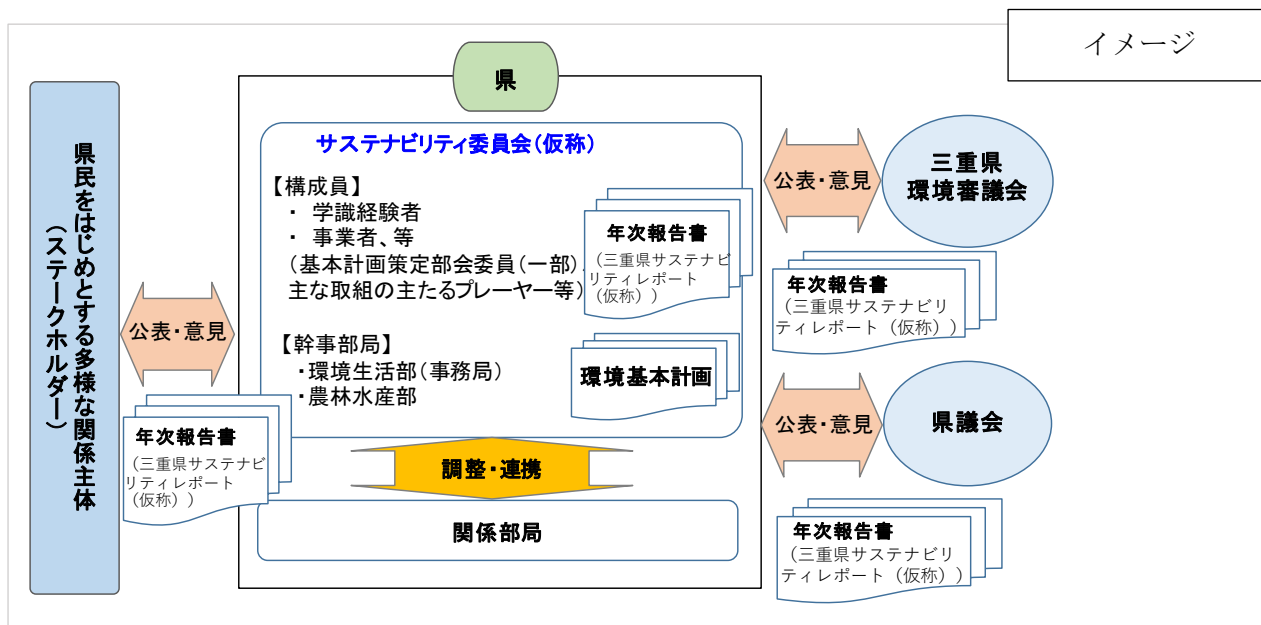 イメージ
県
県民をはじめとする多様な関係主体
（ステークホルダー）
公表・意見
年次報告書
（三重県サステナビ
リティレポート
（仮称））
サステナビリティ委員会（仮称）
【構成員】
・ 学識経験者
・ 事業者、等
（基本計画策定部会委員（一部）、
主な取組の主たるプレーヤー等）
【幹事部局】
・環境生活部（事務局）
・農林水産部
年次報告書
（三重県サステナビ
リティレポート
（仮称））
環境基本計画
調整・連携
関係部局
公表・意見
三重県
環境審議会
年次報告書
（三重県サステナビリ
ティレポート（仮称））
公表・意見
県議会
年次報告書
（三重県サステナビリ
ティレポート（仮称））